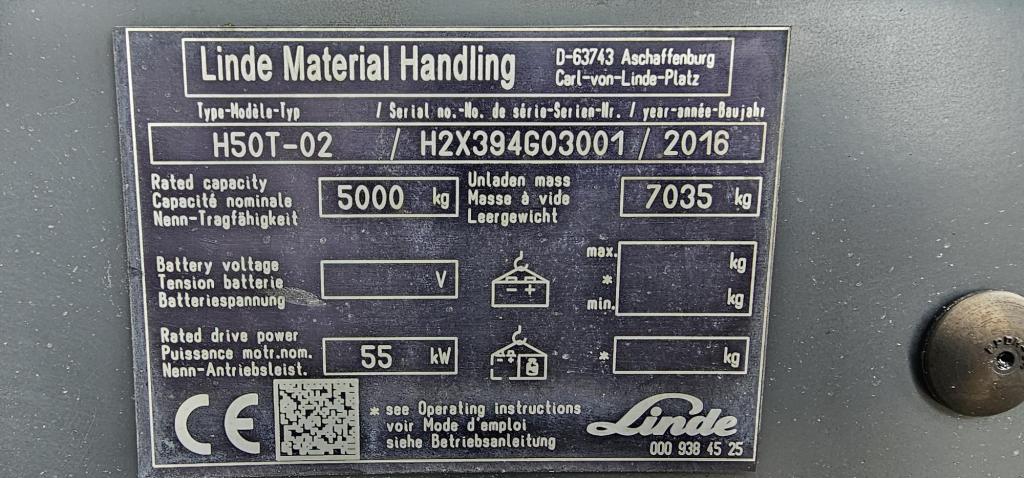 Linde Material Handling
D-63743 Aschaffenburg
Carl-von-Linde-Platz
Type-Modèle-Typ / Serial no.-No. de série-Serien-Nr. / year-année-Baujahr
H50T-02 / H2X394G03001 / 2016
Rated capacity
Capacité nominale
Nenn-Tragfähigkeit
5000 kg
Unladen mass
Masse à vide
Leergewicht
7035 kg
Battery voltage
Tension batterie
Batteriespannung
V
- +
max.
*
min.
kg
kg
Rated drive power
Puissance motr.nom.
Nenn-Antriebsleist.
55 kW
- +
* kg
CE
* see Operating instructions
voir Mode d'emploi
siehe Betriebsanleitung
Linde
000 938 45 25